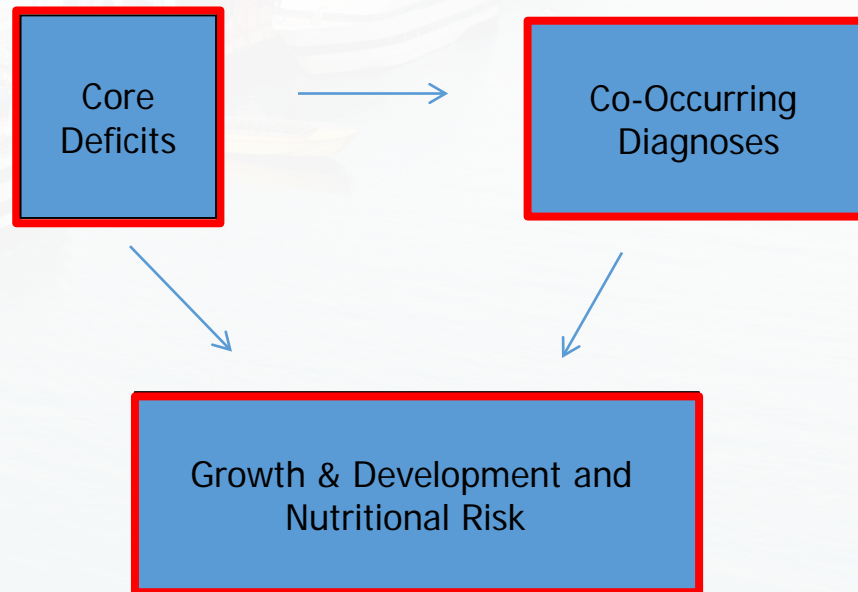 Core
Deficits
Co-Occurring
Diagnoses
Growth & Development and
Nutritional Risk